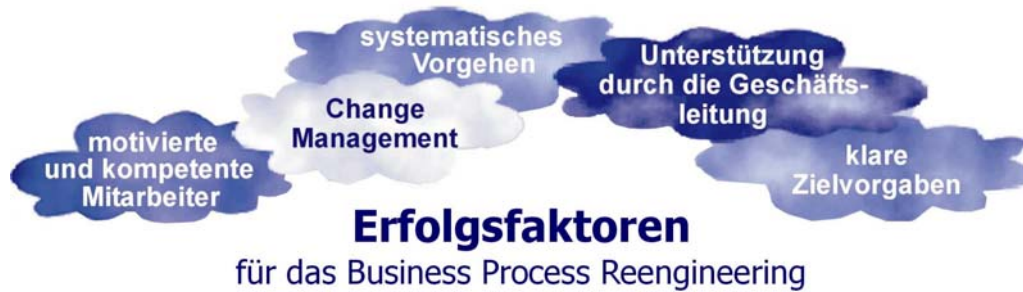 motivierte
und kompetente
Mitarbeiter
Change
Management
systematisches
Vorgehen
Unterstützung
durch die Geschäfts-
leitung
klare
Zielvorgaben
Erfolgsfaktoren
für das Business Process Reengineering